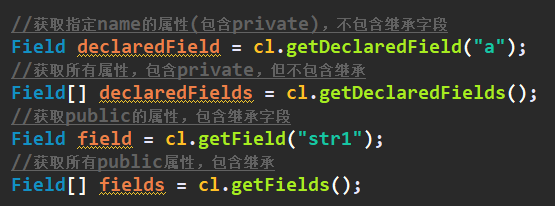 //获取指定name的属性(包含private)，不包含继承字段
Field declaredField = cl.getDeclaredField("a");
//获取所有属性，包含private，但不包含继承
Field[] declaredFields = cl.getDeclaredFields();
//获取public的属性，包含继承字段
Field field = cl.getField("str1");
//获取所有public属性，包含继承
Field[] fields = cl.getFields();